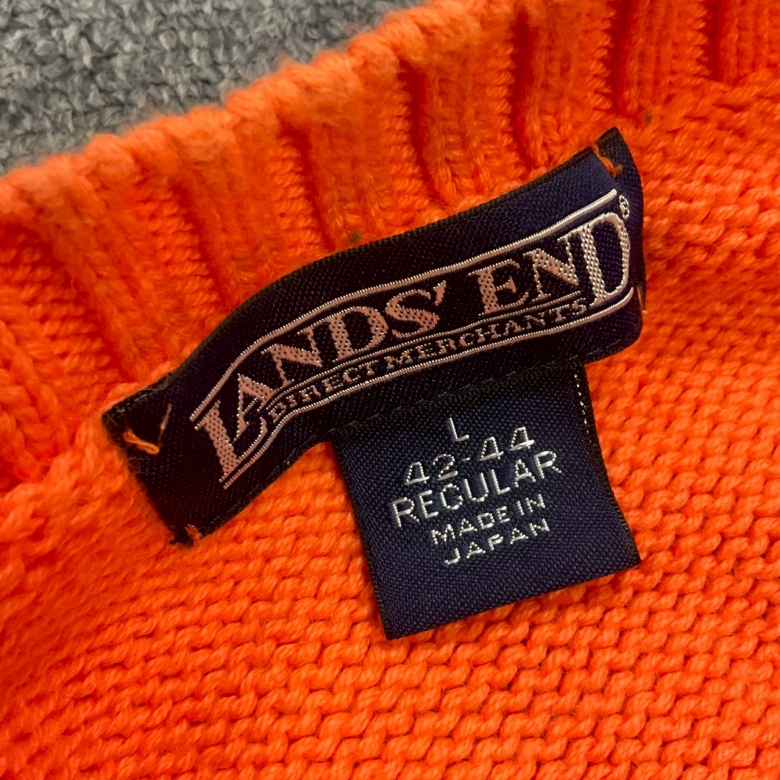 LANDS' END®
DIRECT MERCHANTS
L
42-44
REGULAR
MADE IN
JAPAN